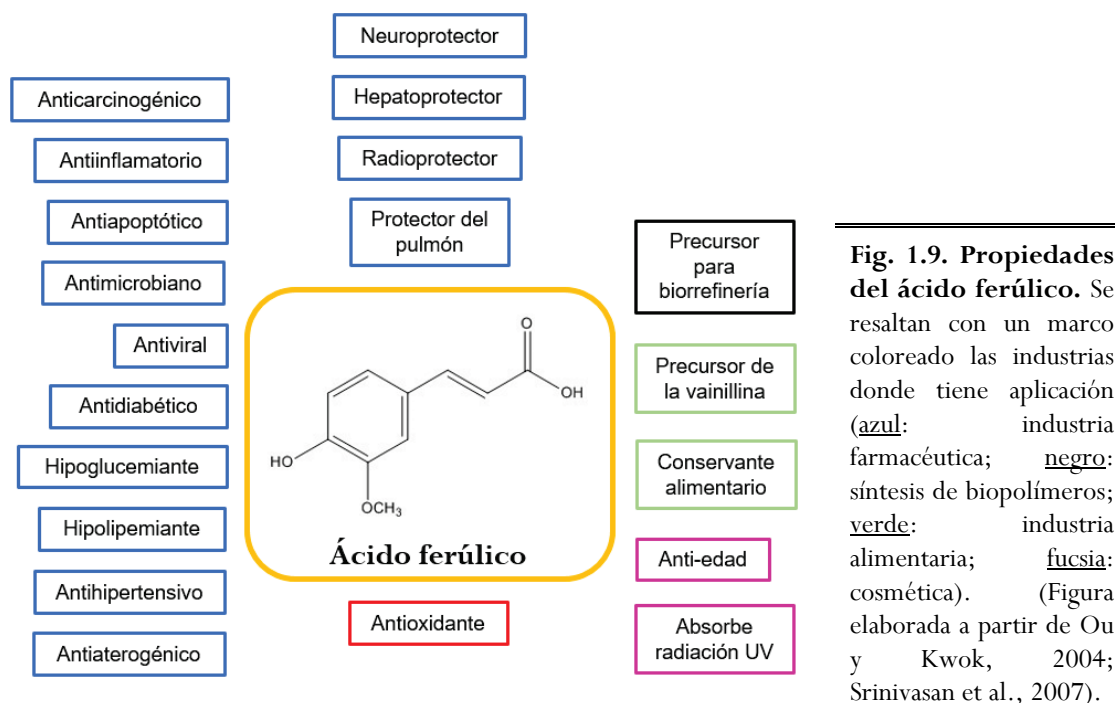 Neuroprotector
Hepatoprotector
Radioprotector
Protector del
pulmón
Anticarcinogénico
Antiinflamatorio
Antiapoptótico
Antimicrobiano
Antiviral
Antidiabético
Hipoglucemiante
Hipolipemiante
Antihipertensivo
Antiaterogénico
O
OH
HO
OCH3
Ácido ferúlico
Antioxidante
Precursor
para
biorrefinería
Precursor de
la vainillina
Conservante
alimentario
Anti-edad
Absorbe
radiación UV
Fig. 1.9. Propiedades
del ácido ferúlico. Se
resaltan con un marco
coloreado las industrias
donde tiene aplicación
(azul: industria
farmacéutica; negro:
síntesis de biopolímeros;
verde: industria
alimentaria; fucsia:
cosmética). (Figura
elaborada a partir de Ou
y Kwok, 2004;
Srinivasan et al., 2007).